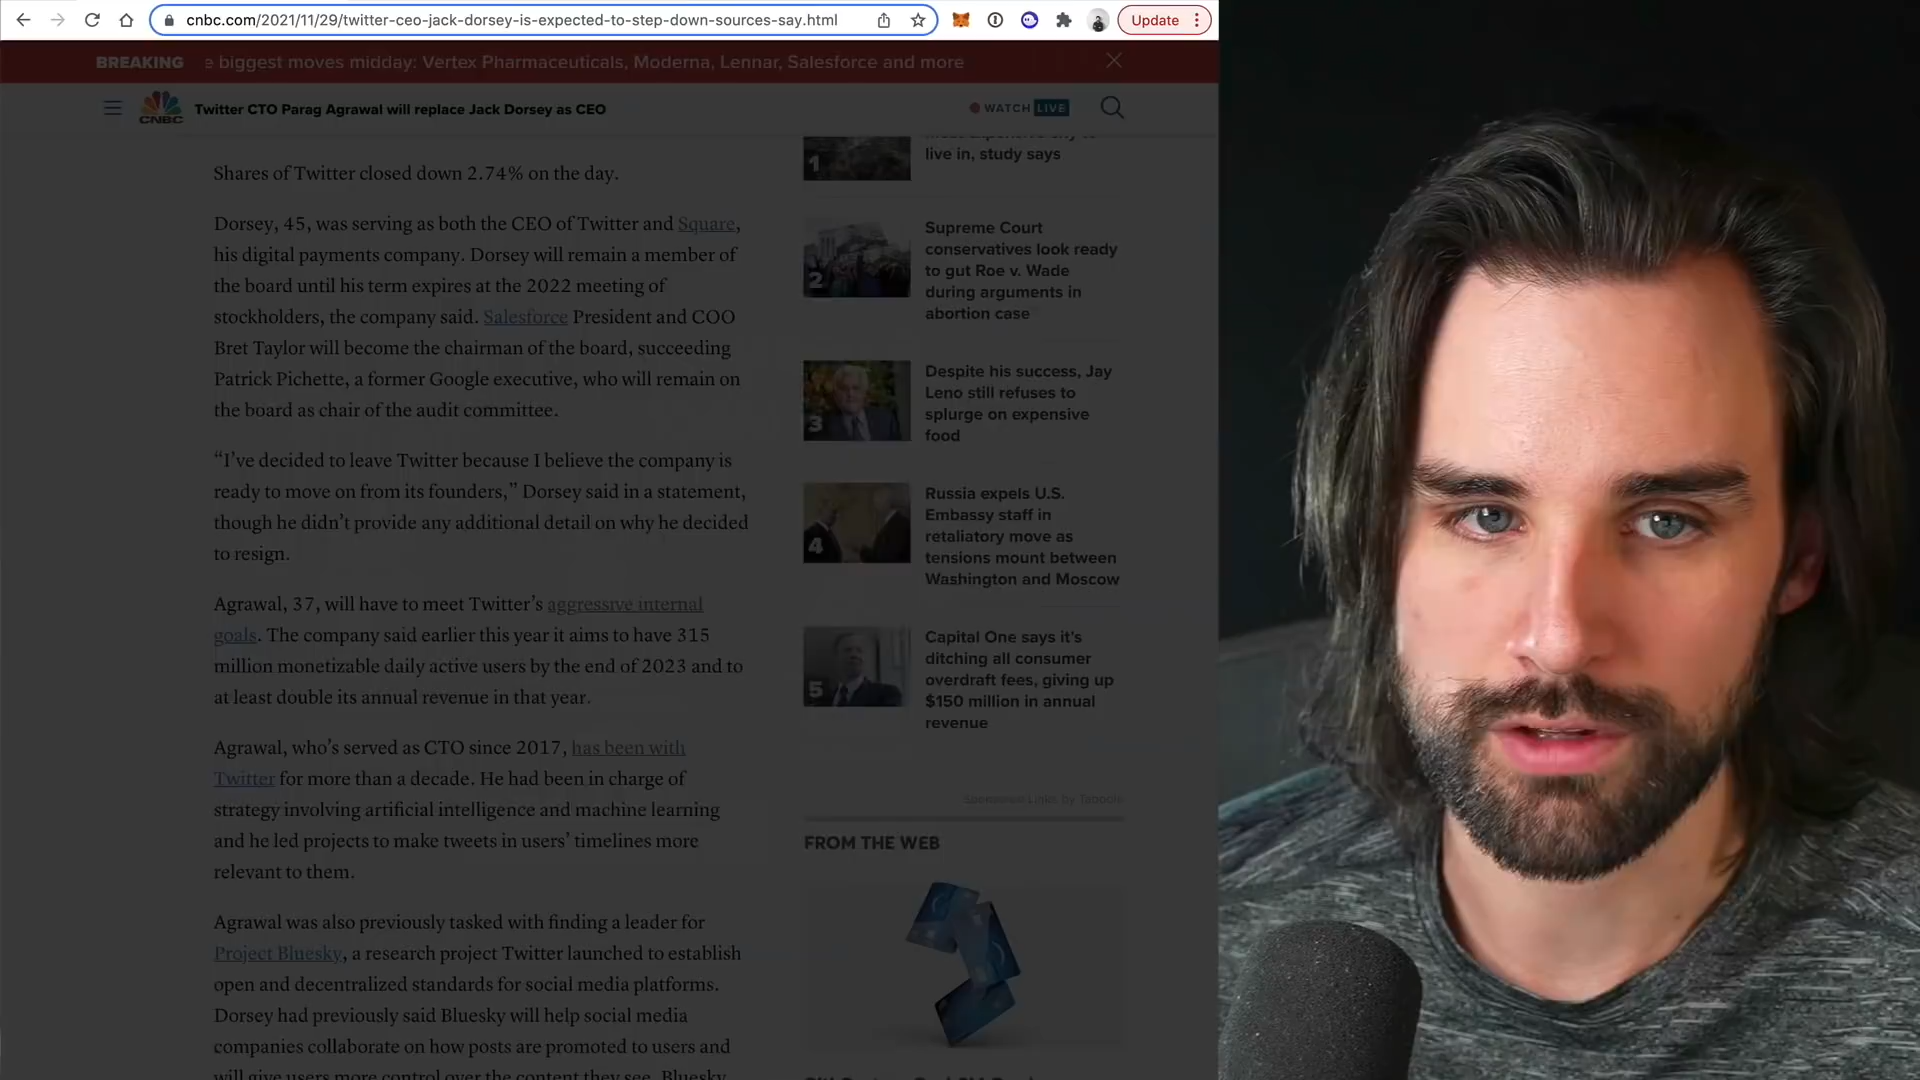 cnbc.com/2021/11/29/twitter-ceo-jack-dorsey-is-expected-to-step-down-sources-say.html
Update
BREAKING
e biggest moves midday: Vertex Pharmaceuticals, Moderna, Lennar, Salesforce and more
CNBC
Twitter CTO Parag Agrawal will replace Jack Dorsey as CEO
WATCH LIVE
Shares of Twitter closed down 2.74% on the day.
Dorsey, 45, was serving as both the CEO of Twitter and Square,
his digital payments company. Dorsey will remain a member of
the board until his term expires at the 2022 meeting of
stockholders, the company said. Salesforce President and COO
Bret Taylor will become the chairman of the board, succeeding
Patrick Pichette, a former Google executive, who will remain on
the board as chair of the audit committee.
“I’ve decided to leave Twitter because I believe the company is
ready to move on from its founders,” Dorsey said in a statement,
though he didn’t provide any additional detail on why he decided
to resign.
Agrawal, 37, will have to meet Twitter’s aggressive internal
goals. The company said earlier this year it aims to have 315
million monetizable daily active users by the end of 2023 and to
at least double its annual revenue in that year.
Agrawal, who’s served as CTO since 2017, has been with
Twitter for more than a decade. He had been in charge of
strategy involving artificial intelligence and machine learning
and he led projects to make tweets in users’ timelines more
relevant to them.
Agrawal was also previously tasked with finding a leader for
Project Bluesky, a research project Twitter launched to establish
open and decentralized standards for social media platforms.
Dorsey had previously said Bluesky will help social media
companies collaborate on how posts are promoted to users and
will give users more control over the content they see. Bluesky
1
live in, study says
2
Supreme Court
conservatives look ready
to gut Roe v. Wade
during arguments in
abortion case
3
Despite his success, Jay
Leno still refuses to
splurge on expensive
food
4
Russia expels U.S.
Embassy staff in
retaliatory move as
tensions mount between
Washington and Moscow
5
Capital One says it’s
ditching all consumer
overdraft fees, giving up
$150 million in annual
revenue
Sponsored Links by Taboola
FROM THE WEB